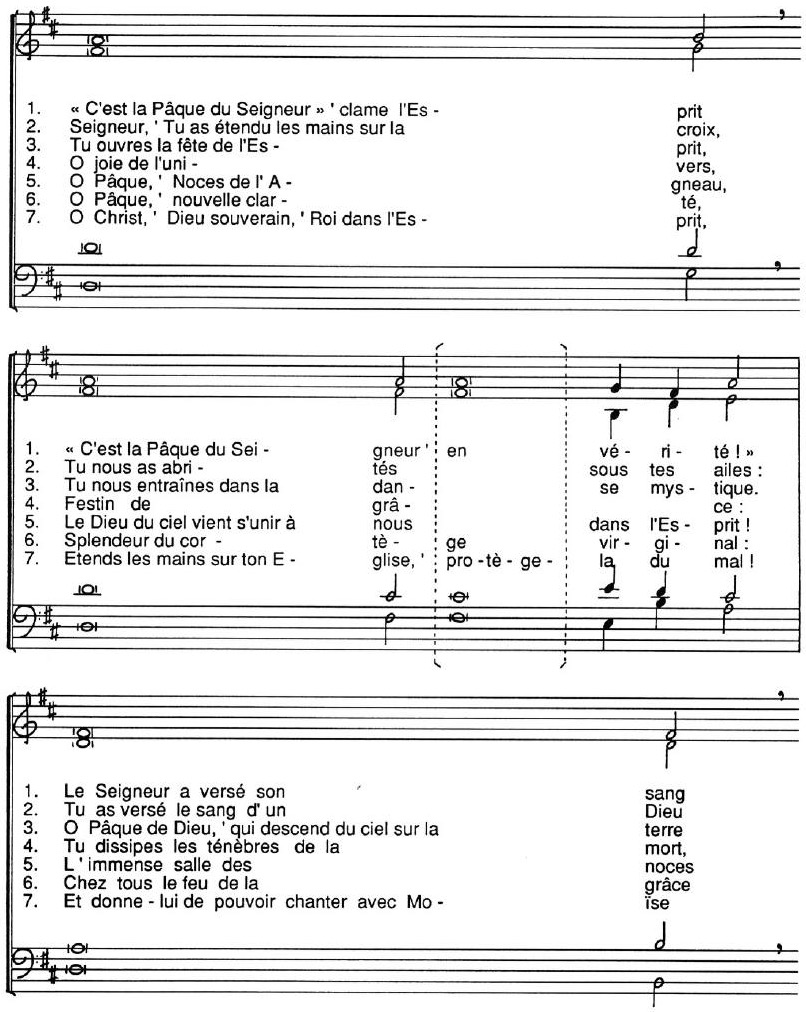 1. « C'est la Pâque du Seigneur » ' clame l'Es - prit
2. Seigneur, ' Tu as étendu les mains sur la croix,
3. Tu ouvres la fête de l'Es - prit,
4. O joie de l'uni - vers,
5. O Pâque, ' Noces de l' A - gneau,
6. O Pâque, ' nouvelle clar - té,
7. O Christ, ' Dieu souverain, ' Roi dans l'Es - prit,
1. « C'est la Pâque du Sei - gneur ' en vé - ri - té ! »
2. Tu nous as abri - tés sous tes ailes :
3. Tu nous entraînes dans la dan - se mys - tique.
4. Festin de grâ - ce :
5. Le Dieu du ciel vient s'unir à nous dans l'Es - prit !
6. Splendeur du cor - tè - ge vir - gi - nal :
7. Etends les mains sur ton E - glise, ' pro - tè - ge - la du mal !
1. Le Seigneur a versé son sang
2. Tu as versé le sang d' un Dieu
3. O Pâque de Dieu, ' qui descend du ciel sur la terre
4. Tu dissipes les ténèbres de la mort,
5. L ' immense salle des noces
6. Chez tous le feu de la grâce
7. Et donne - lui de pouvoir chanter avec Mo - ïse